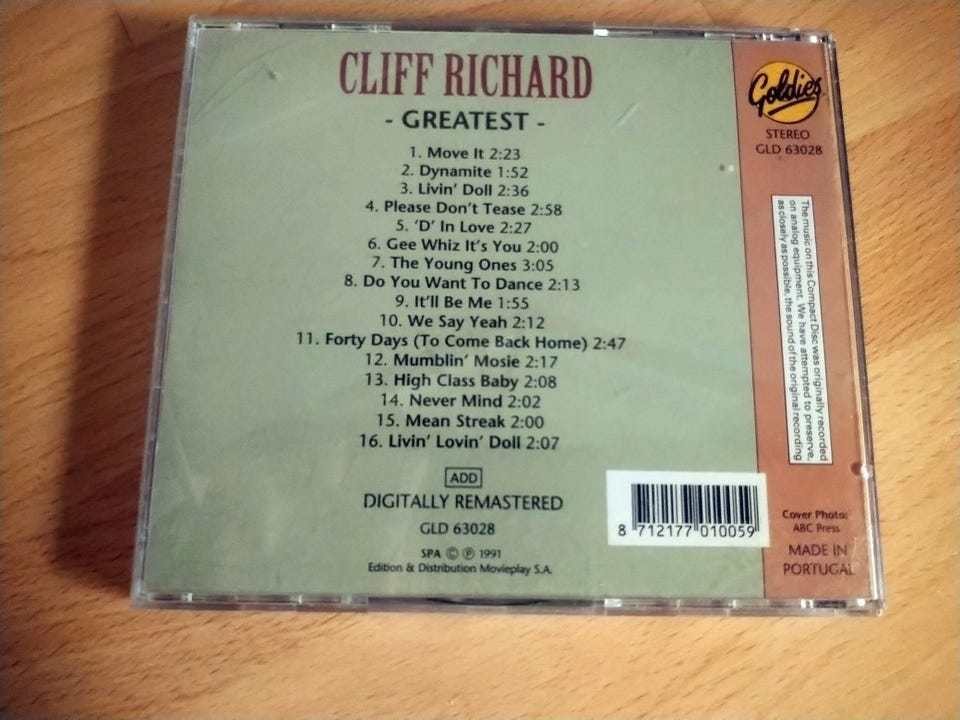 CLIFF RICHARD
- GREATEST -
1. Move It 2:23
2. Dynamite 1:52
3. Livin' Doll 2:36
4. Please Don't Tease 2:58
5. 'D' In Love 2:27
6. Gee Whiz It's You 2:00
7. The Young Ones 3:05
8. Do You Want To Dance 2:13
9. It'll Be Me 1:55
10. We Say Yeah 2:12
11. Forty Days (To Come Back Home) 2:47
12. Mumblin' Mosie 2:17
13. High Class Baby 2:08
14. Never Mind 2:02
15. Mean Streak 2:00
16. Livin' Lovin' Doll 2:07
ADD
DIGITALLY REMASTERED
GLD 63028
SPA © ℗ 1991
Edition & Distribution Movieplay S.A.
8 712177 010059
Goldies
STEREO
GLD 63028
The music on this Compact Disc was originally recorded
on analog equipment. We have attempted to preserve,
as closely as possible, the sound of the original recording
Cover Photo:
ABC Press
MADE IN
PORTUGAL